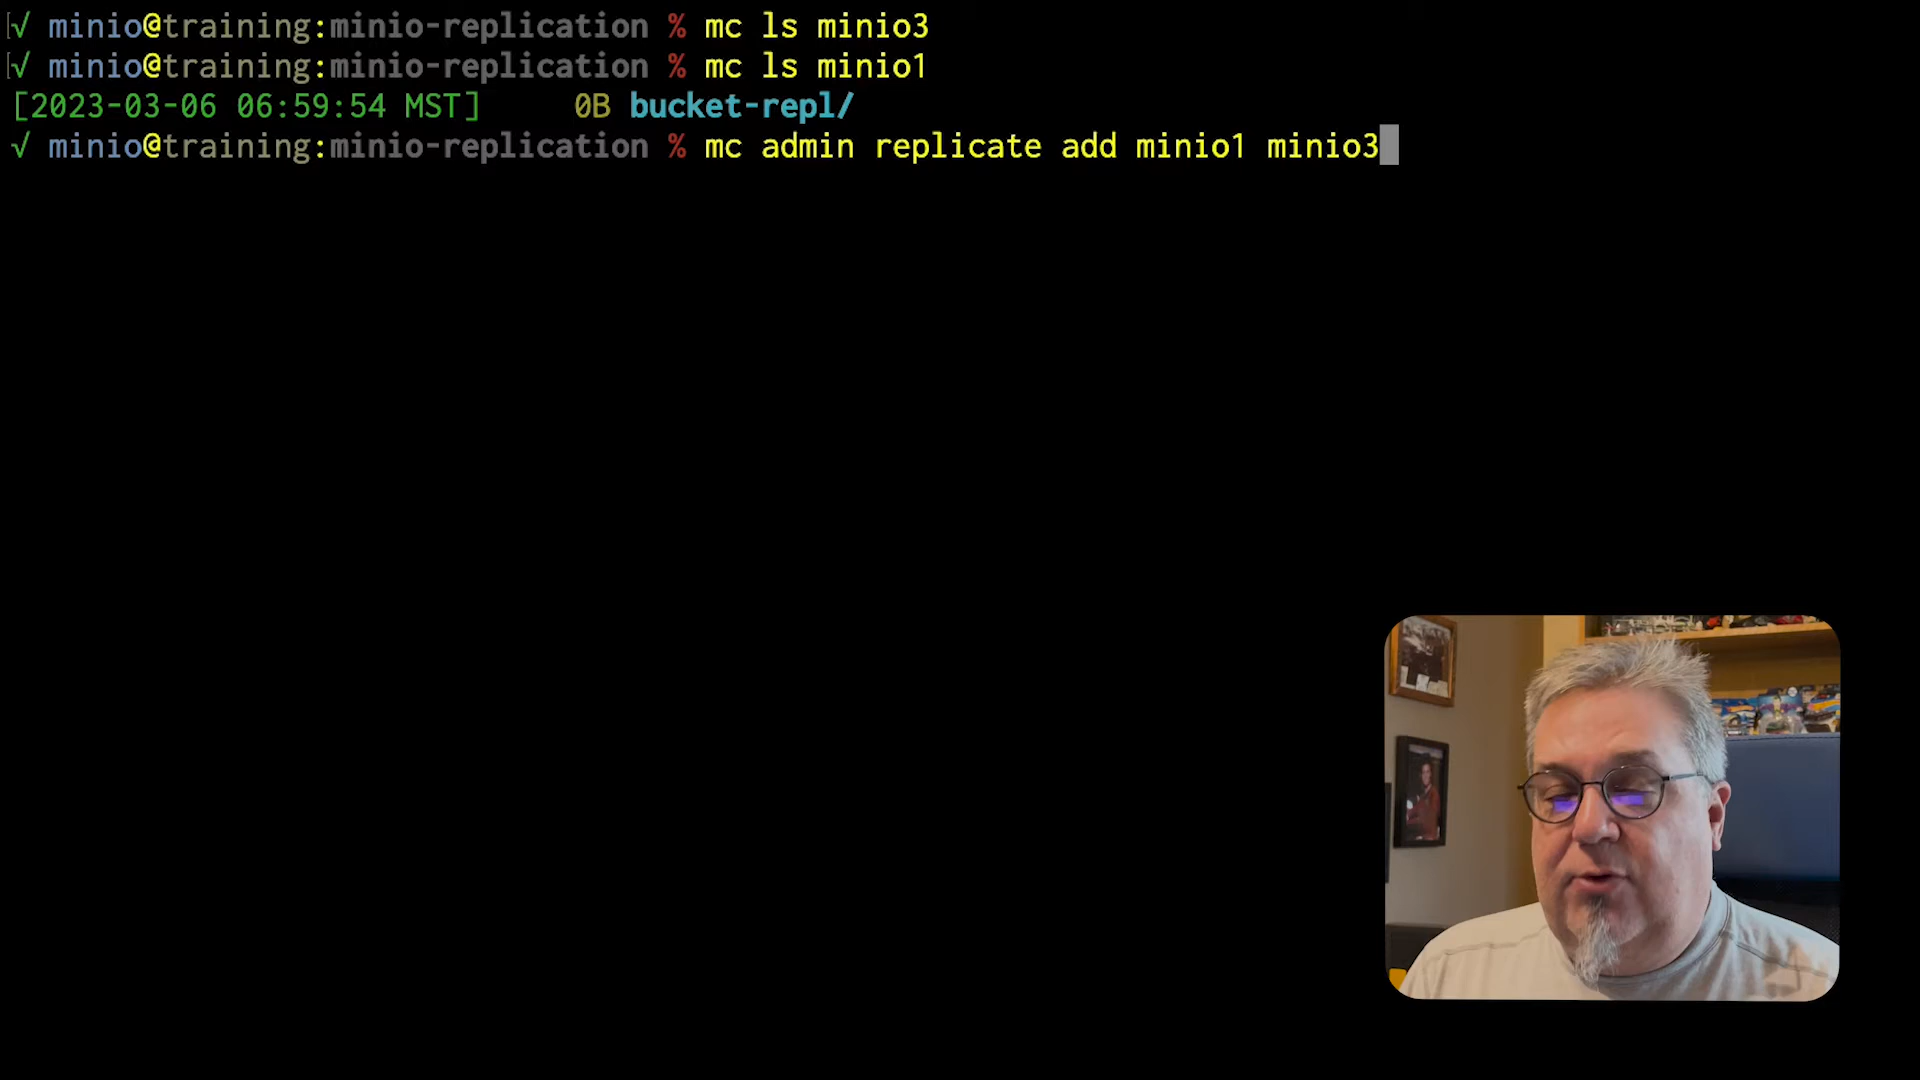 √ minio@training:minio-replication % mc ls minio3
√ minio@training:minio-replication % mc ls minio1
[2023-03-06 06:59:54 MST]     0B bucket-repl/
√ minio@training:minio-replication % mc admin replicate add minio1 minio3